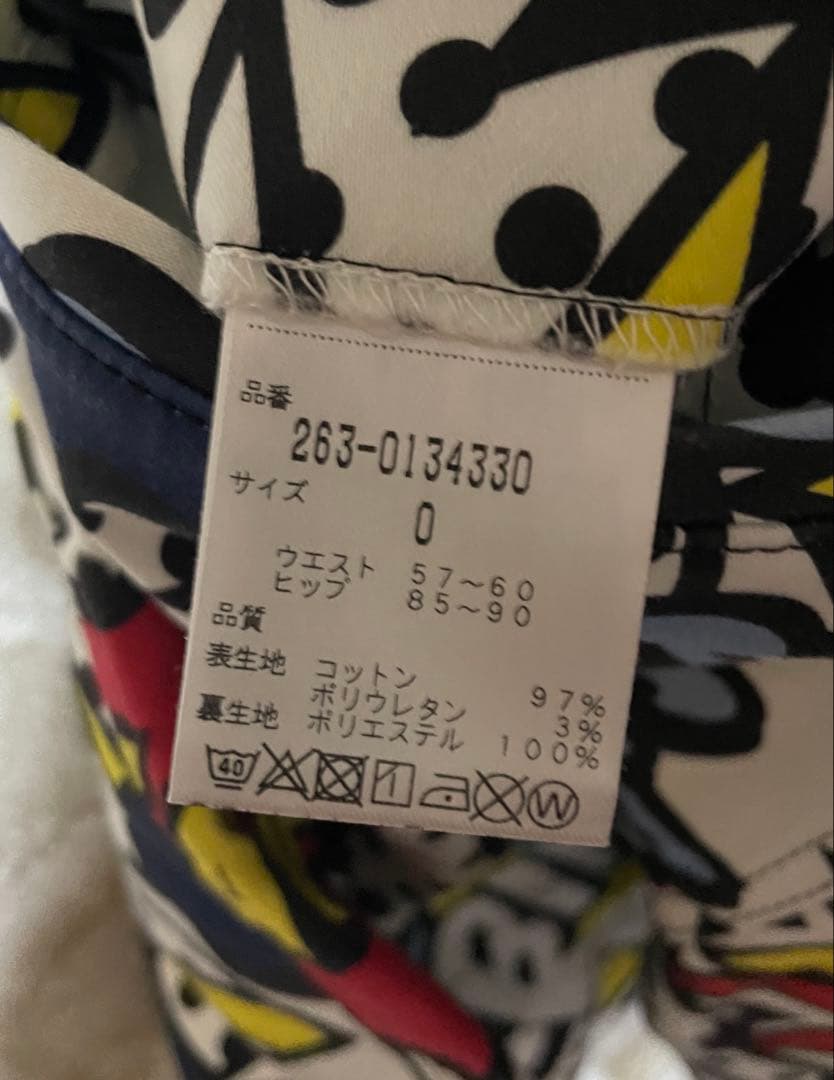 品番
263-0134330
サイズ
0
ウエスト 57~60
ヒップ 85~90
品質
表生地 コットン 97%
ポリウレタン 3%
裏生地 ポリエステル 100%
40 W